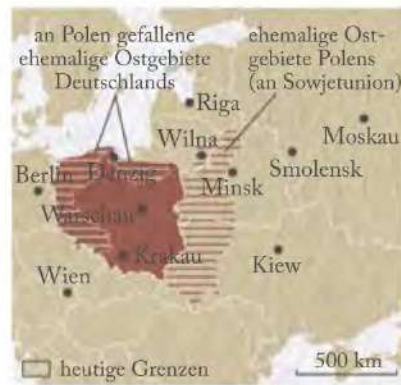 an Polen gefallene
ehemalige Ostgebiete
Deutschlands
ehemalige Ost-
gebiete Polens
(an Sowjetunion)
Riga
Moskau
Wilna
Smolensk
Danzig
Minsk
Berlin
Warschau
Krakau
Kiew
Wien
heutige Grenzen
500 km